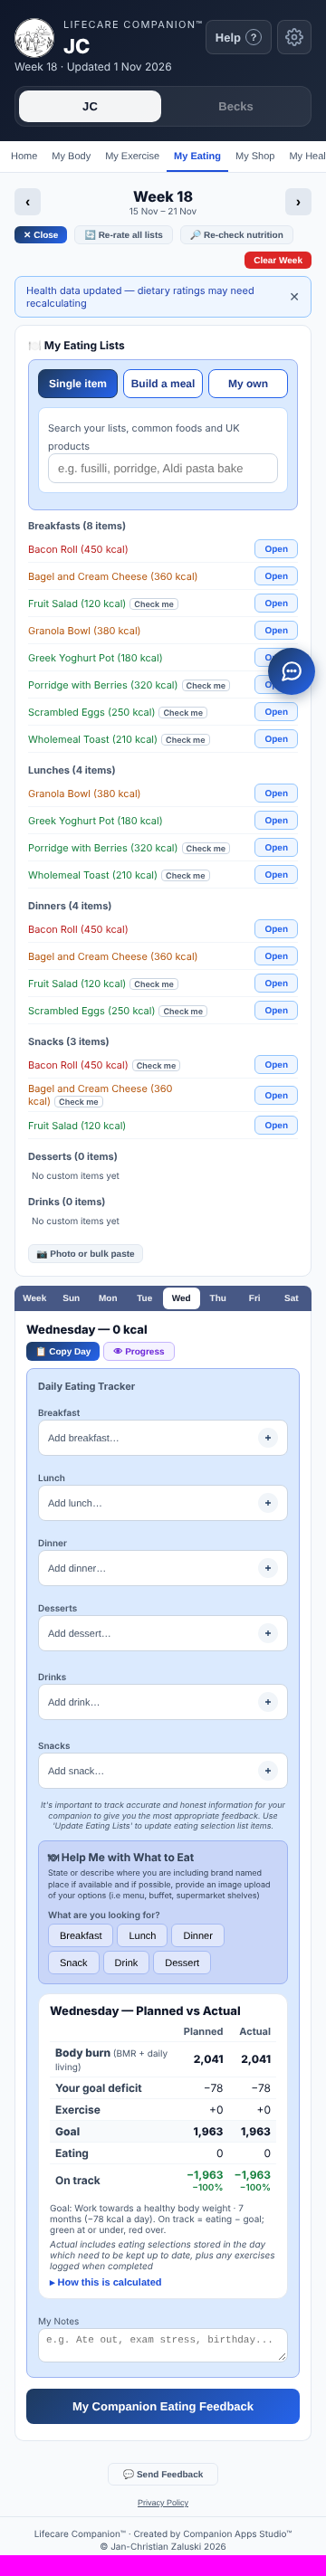 LIFECARE COMPANION™
JC
Help ?
Week 18 · Updated 1 Nov 2026
JC
Becks
Home
My Body
My Exercise
My Eating
My Shop
My Heal
‹
Week 18
15 Nov – 21 Nov
›
✕ Close
🔄 Re-rate all lists
🔎 Re-check nutrition
Clear Week
Health data updated — dietary ratings may need
recalculating
✕
🍽 My Eating Lists
Single item
Build a meal
My own
Search your lists, common foods and UK
products
e.g. fusilli, porridge, Aldi pasta bake
Breakfasts (8 items)
Bacon Roll (450 kcal) Open
Bagel and Cream Cheese (360 kcal) Open
Fruit Salad (120 kcal) Check me Open
Granola Bowl (380 kcal) Open
Greek Yoghurt Pot (180 kcal)
Porridge with Berries (320 kcal) Check me
Scrambled Eggs (250 kcal) Check me Open
Wholemeal Toast (210 kcal) Check me Open
Lunches (4 items)
Granola Bowl (380 kcal) Open
Greek Yoghurt Pot (180 kcal) Open
Porridge with Berries (320 kcal) Check me Open
Wholemeal Toast (210 kcal) Check me Open
Dinners (4 items)
Bacon Roll (450 kcal) Open
Bagel and Cream Cheese (360 kcal) Open
Fruit Salad (120 kcal) Check me Open
Scrambled Eggs (250 kcal) Check me Open
Snacks (3 items)
Bacon Roll (450 kcal) Check me Open
Bagel and Cream Cheese (360
kcal) Check me Open
Fruit Salad (120 kcal) Open
Desserts (0 items)
No custom items yet
Drinks (0 items)
No custom items yet
📷 Photo or bulk paste
Week Sun Mon Tue Wed Thu Fri Sat
Wednesday — 0 kcal
📋 Copy Day
👁 Progress
Daily Eating Tracker
Breakfast
Add breakfast… +
Lunch
Add lunch… +
Dinner
Add dinner… +
Desserts
Add dessert… +
Drinks
Add drink… +
Snacks
Add snack… +
It's important to track accurate and honest information for your
companion to give you the most appropriate feedback. Use
'Update Eating Lists' to update eating selection list items.
🍽 Help Me with What to Eat
State or describe where you are including brand named
place if available and if possible, provide an image upload
of your options (i.e menu, buffet, supermarket shelves)
What are you looking for?
Breakfast
Lunch
Dinner
Snack
Drink
Dessert
Wednesday — Planned vs Actual
Planned Actual
Body burn (BMR + daily
living) 2,041 2,041
Your goal deficit −78 −78
Exercise +0 +0
Goal 1,963 1,963
Eating 0 0
On track −1,963 −1,963
−100% −100%
Goal: Work towards a healthy body weight · 7
months (−78 kcal a day). On track = eating − goal;
green at or under, red over.
Actual includes eating selections stored in the day
which need to be kept up to date, plus any exercises
logged when completed
▸ How this is calculated
My Notes
e.g. Ate out, exam stress, birthday...
My Companion Eating Feedback
💬 Send Feedback
Privacy Policy
Lifecare Companion™ · Created by Companion Apps Studio™
© Jan-Christian Zaluski 2026